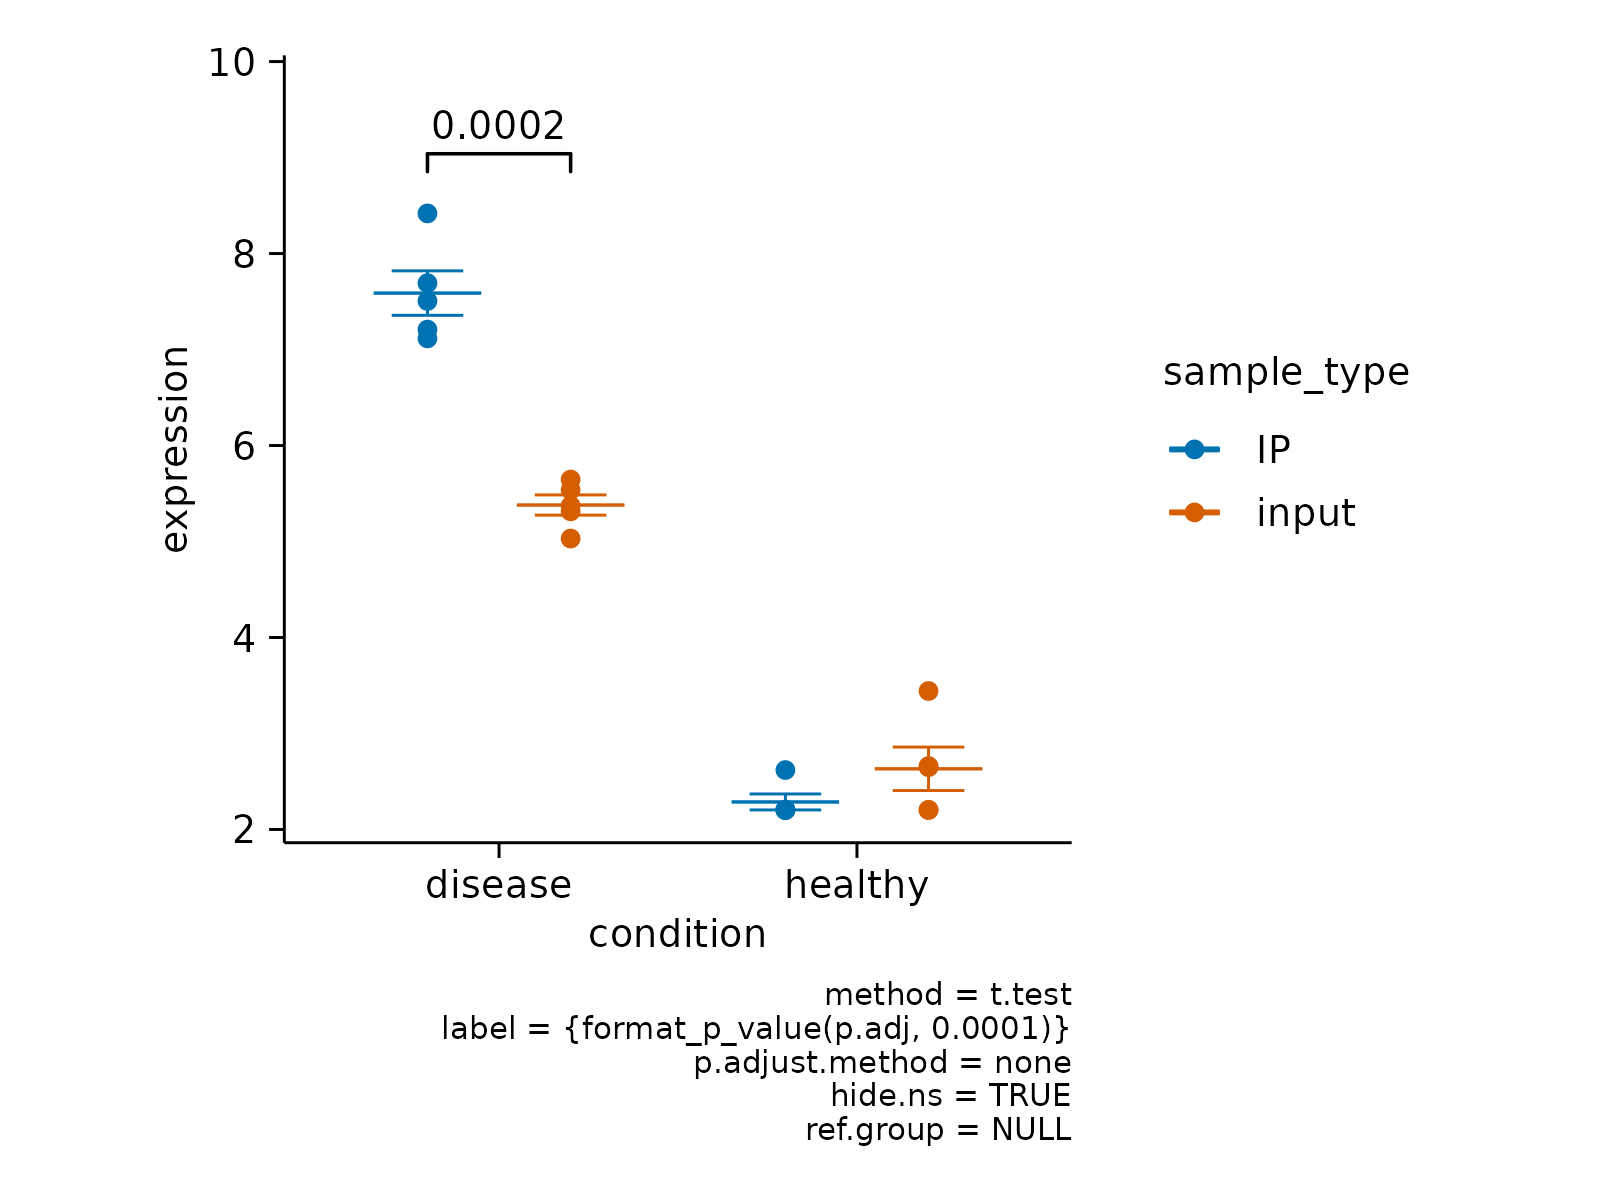 10
0.0002
8
6
4
2
expression
disease
healthy
condition
sample_type
IP
input
method = t.test
label = {format_p_value(p.adj, 0.0001)}
p.adjust.method = none
hide.ns = TRUE
ref.group = NULL